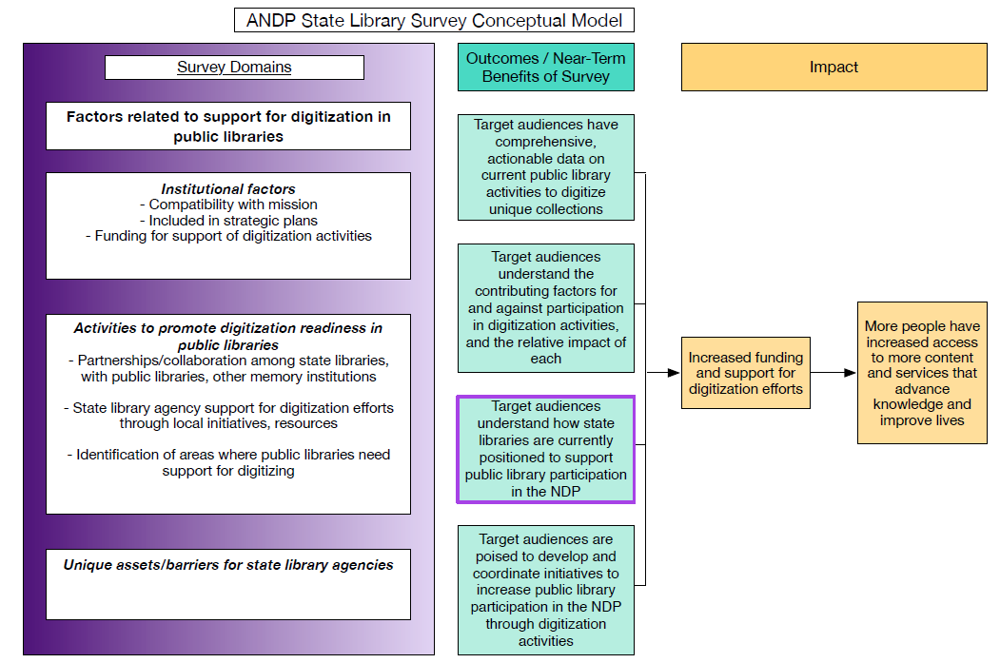 ANDP State Library Survey Conceptual Model
Survey Domains
Factors related to support for digitization in
public libraries
Institutional factors
- Compatibility with mission
- Included in strategic plans
- Funding for support of digitization activities
Activities to promote digitization readiness in
public libraries
- Partnerships/collaboration among state libraries,
with public libraries, other memory institutions
- State library agency support for digitization efforts
through local initiatives, resources
- Identification of areas where public libraries need
support for digitizing
Unique assets/barriers for state library agencies
Outcomes / Near-Term
Benefits of Survey
Target audiences have
comprehensive,
actionable data on
current public library
activities to digitize
unique collections
Target audiences
understand the
contributing factors for
and against participation
in digitization activities,
and the relative impact of
each
Target audiences
understand how state
libraries are currently
positioned to support
public library participation
in the NDP
Target audiences are
poised to develop and
coordinate initiatives to
increase public library
participation in the NDP
through digitization
activities
Impact
Increased funding
and support for
digitization efforts
More people have
increased access
to more content
and services that
advance
knowledge and
improve lives